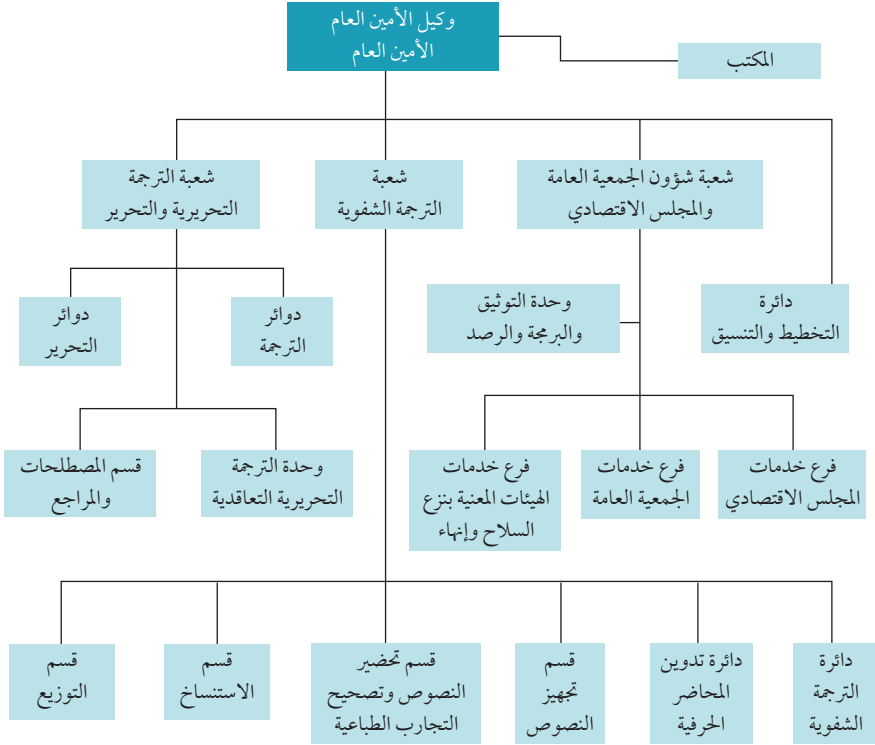 وكيل الأمين العام
الأمين العام
المكتب
شعبة شؤون الجمعية العامة
والمجلس الاقتصادي
شعبة
الترجمة الشفوية
شعبة الترجمة
التحريرية والتحرير
دائرة
التخطيط والتنسيق
وحدة التوثيق
والبرمجة والرصد
دوائر
الترجمة
دوائر
التحرير
فرع خدمات
المجلس الاقتصادي
فرع خدمات
الجمعية العامة
فرع خدمات
الهيئات المعنية بنزع
السلاح وإنهاء
وحدة الترجمة
التحريرية التعاقدية
قسم المصطلحات
والمراجع
دائرة
الترجمة
الشفوية
دائرة تدوين
المحاضر
الحرفية
قسم
تجهيز
النصوص
قسم تحضير
النصوص وتصحيح
التجارب الطباعية
قسم
الاستنساخ
قسم
التوزيع